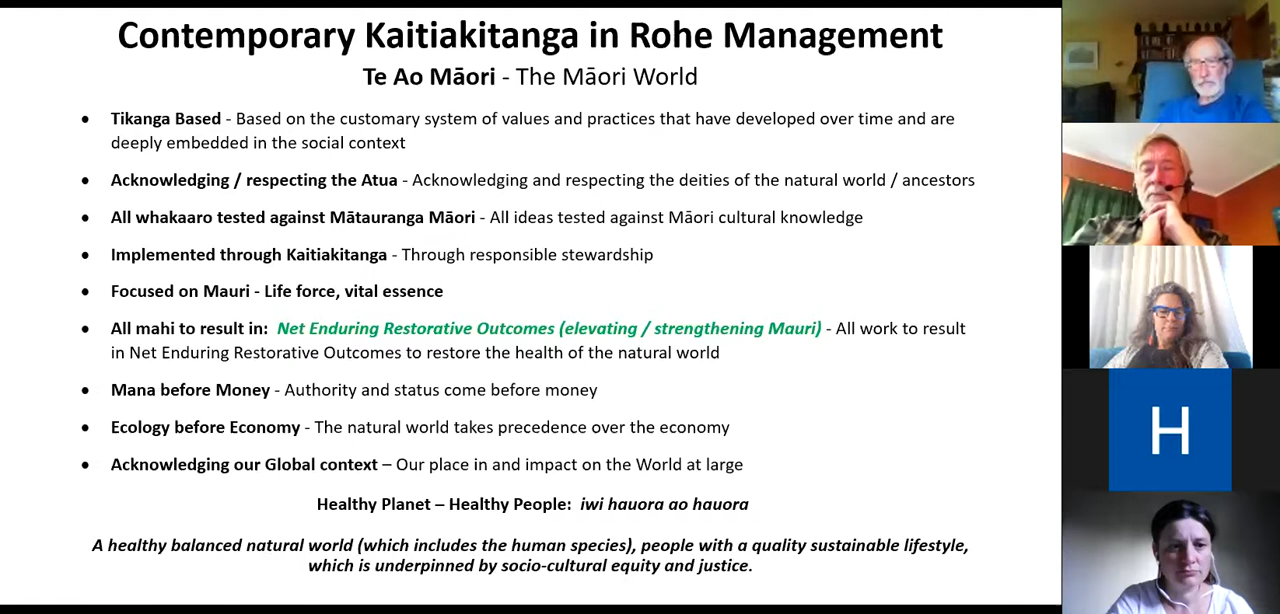 Contemporary Kaitiakitanga in Rohe Management
Te Ao Māori - The Māori World
• Tikanga Based - Based on the customary system of values and practices that have developed over time and are
deeply embedded in the social context
• Acknowledging / respecting the Atua - Acknowledging and respecting the deities of the natural world / ancestors
• All whakaaro tested against Mātauranga Māori - All ideas tested against Māori cultural knowledge
• Implemented through Kaitiakitanga - Through responsible stewardship
• Focused on Mauri - Life force, vital essence
• All mahi to result in: Net Enduring Restorative Outcomes (elevating / strengthening Mauri) - All work to result
in Net Enduring Restorative Outcomes to restore the health of the natural world
• Mana before Money - Authority and status come before money
• Ecology before Economy - The natural world takes precedence over the economy
• Acknowledging our Global context – Our place in and impact on the World at large
Healthy Planet – Healthy People: iwi hauora ao hauora
A healthy balanced natural world (which includes the human species), people with a quality sustainable lifestyle,
which is underpinned by socio-cultural equity and justice.
H